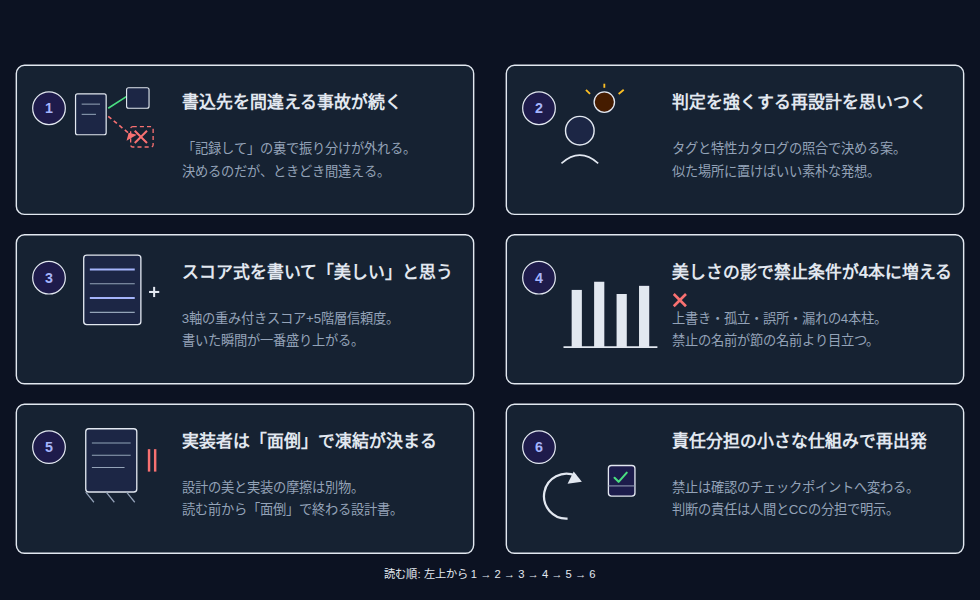 1
書込先を間違える事故が続く
「記録して」の裏で振り分けが外れる。
決めるのだが、ときどき間違える。
2
判定を強くする再設計を思いつく
タグと特性カタログの照合で決める案。
似た場所に置けばいい素朴な発想。
3
スコア式を書いて「美しい」と思う
3軸の重み付きスコア+5階層信頼度。
書いた瞬間が一番盛り上がる。
4
美しさの影で禁止条件が4本に増える
上書き・孤立・誤所・漏れの4本柱。
禁止の名前が節の名前より目立つ。
5
実装者は「面倒」で凍結が決まる
設計の美と実装の摩擦は別物。
読む前から「面倒」で終わる設計書。
6
責任分担の小さな仕組みで再出発
禁止は確認のチェックポイントへ変わる。
判断の責任は人間とCCの分担で明示。
読む順: 左上から 1 → 2 → 3 → 4 → 5 → 6